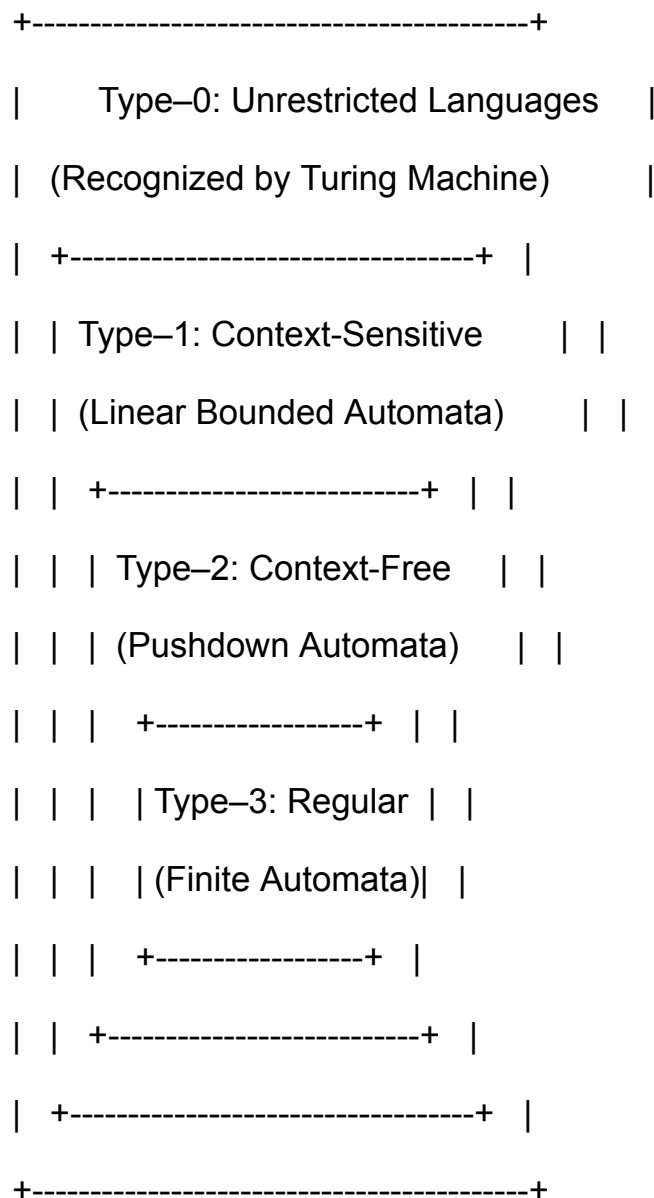 +-----------------------------------------+
| Type–0: Unrestricted Languages |
| (Recognized by Turing Machine) |
| +-----------------------------------+ |
| | Type–1: Context-Sensitive | |
| | (Linear Bounded Automata) | |
| | +---------------------------+ | |
| | | Type–2: Context-Free | |
| | | (Pushdown Automata) | |
| | | +------------------+ | |
| | | | Type–3: Regular | |
| | | | (Finite Automata)| |
| | | +------------------+ |
| | +---------------------------+ |
| +-----------------------------------+ |
+-----------------------------------------+